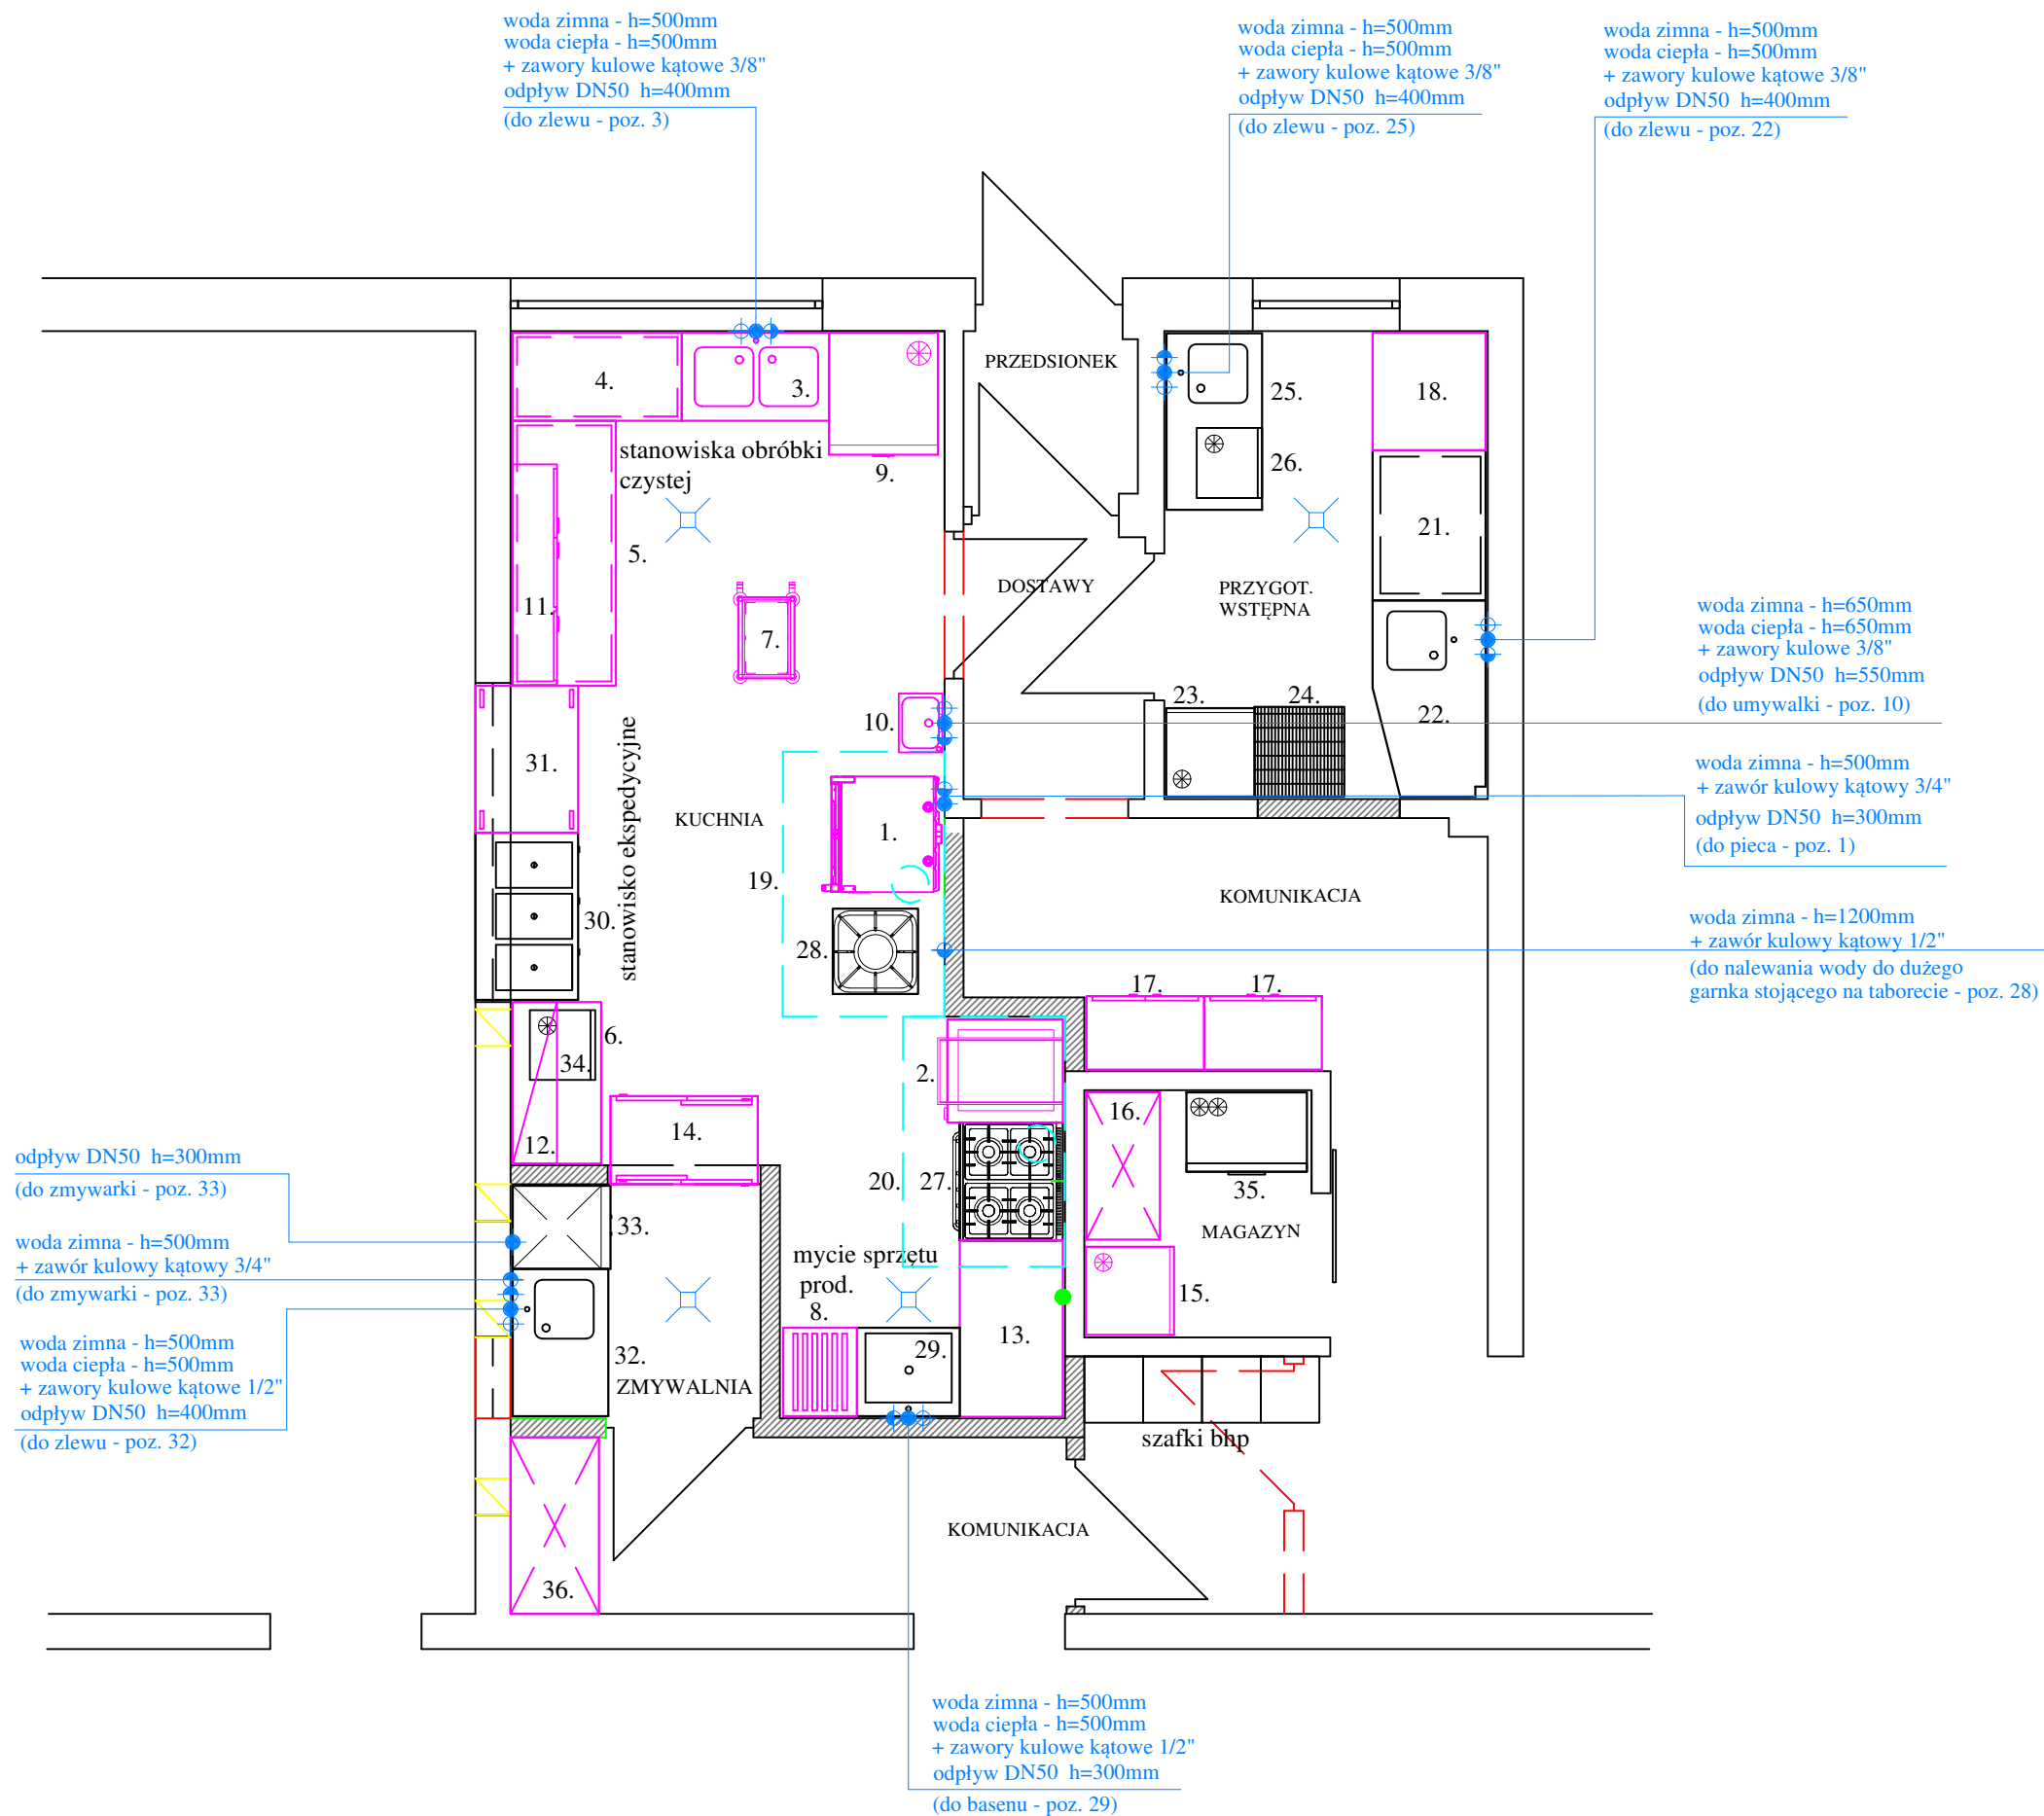 woda zimna - h=500mm
woda ciepła - h=500mm
+ zawory kulowe kątowe 3/8"
odpływ DN50 h=400mm
(do zlewu - poz. 3)
woda zimna - h=500mm
woda ciepła - h=500mm
+ zawory kulowe kątowe 3/8"
odpływ DN50 h=400mm
(do zlewu - poz. 25)
woda zimna - h=500mm
woda ciepła - h=500mm
+ zawory kulowe kątowe 3/8"
odpływ DN50 h=400mm
(do zlewu - poz. 22)
4.
3.
9.
stanowiska obróbki
czystej
5.
11.
7.
10.
31.
stanowisko ekspedycyjne
KUCHNIA
19.
1.
28.
30.
6.
34.
12.
14.
2.
20.
27.
33.
32.
ZMYWALNIA
mycie sprzętu
prod.
8.
29.
13.
36.
PRZEDSIONEK
DOSTAWY
25.
26.
18.
21.
PRZYGOT.
WSTĘPNA
23.
24.
22.
KOMUNIKACJA
17.
17.
16.
35.
MAGAZYN
15.
szafki bhp
KOMUNIKACJA
woda zimna - h=650mm
woda ciepła - h=650mm
+ zawory kulowe 3/8"
odpływ DN50 h=550mm
(do umywalki - poz. 10)
woda zimna - h=500mm
+ zawór kulowy kątowy 3/4"
odpływ DN50 h=300mm
(do pieca - poz. 1)
woda zimna - h=1200mm
+ zawór kulowy kątowy 1/2"
(do nalewania wody do dużego
garnka stojącego na taborecie - poz. 28)
odpływ DN50 h=300mm
(do zmywarki - poz. 33)
woda zimna - h=500mm
+ zawór kulowy kątowy 3/4"
(do zmywarki - poz. 33)
woda zimna - h=500mm
woda ciepła - h=500mm
+ zawory kulowe kątowe 1/2"
odpływ DN50 h=400mm
(do zlewu - poz. 32)
woda zimna - h=500mm
woda ciepła - h=500mm
+ zawory kulowe kątowe 1/2"
odpływ DN50 h=300mm
(do basenu - poz. 29)